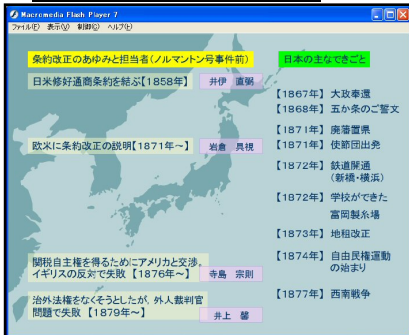 Macromedia Flash Player 7
ファイル(F) 表示(V) 制御(C) ヘルプ(H)
条約改正のあゆみと担当者(ノルマントン号事件前)
日米修好通商条約を結ぶ【1858年】
井伊 直弼
欧米に条約改正の説明【1871年~】
岩倉 具視
関税自主権を得るためにアメリカと交渉。
イギリスの反対で失敗 【1876年~】
寺島 宗則
治外法権をなくそうとしたが、外人裁判官
問題で失敗 【1879年~】
井上 馨
日本の主なできごと
【1867年】 大政奉還
【1868年】 五か条のご誓文
【1871年】 廃藩置県
【1871年】 使節団出発
【1872年】 鉄道開通
(新橋・横浜)
【1872年】 学校ができた
富岡製糸場
【1873年】 地租改正
【1874年】 自由民権運動
の始まり
【1877年】 西南戦争